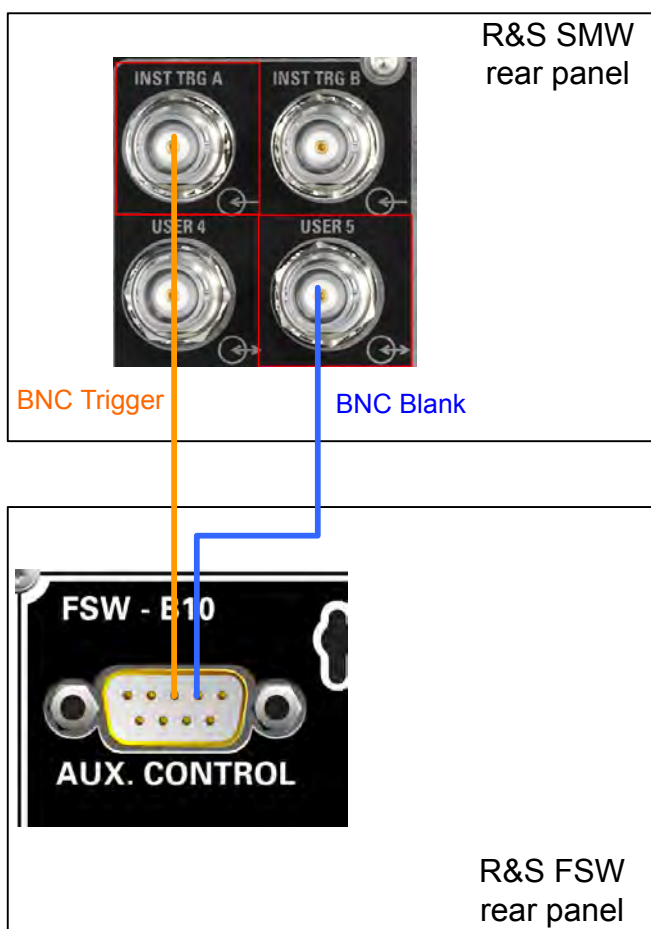 R&S SMW
rear panel
INST TRG A
INST TRG B
USER 4
USER 5
BNC Trigger
BNC Blank
FSW - B10
AUX. CONTROL
R&S FSW
rear panel